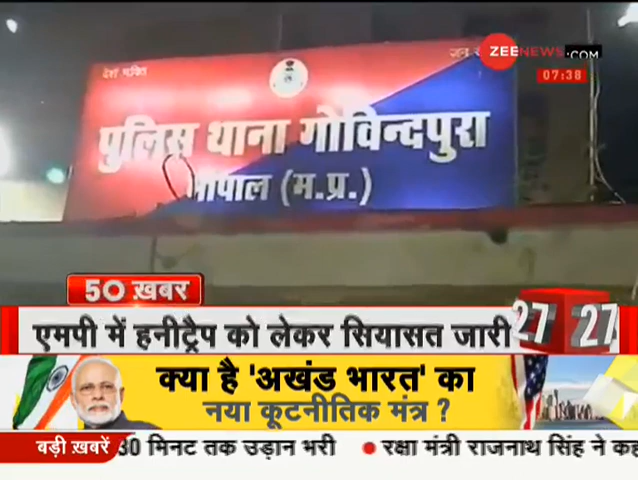 देश भक्ति
ZEENEWS.COM
07:38
पुलिस थाना गोविन्दपुरा
भोपाल (म.प्र.)
50 ख़बर
एमपी में हनीट्रैप को लेकर सियासत जारी
27 27
क्या है 'अखंड भारत' का
नया कूटनीतिक मंत्र ?
बड़ी ख़बरें
30 मिनट तक उड़ान भरी • रक्षा मंत्री राजनाथ सिंह ने कह